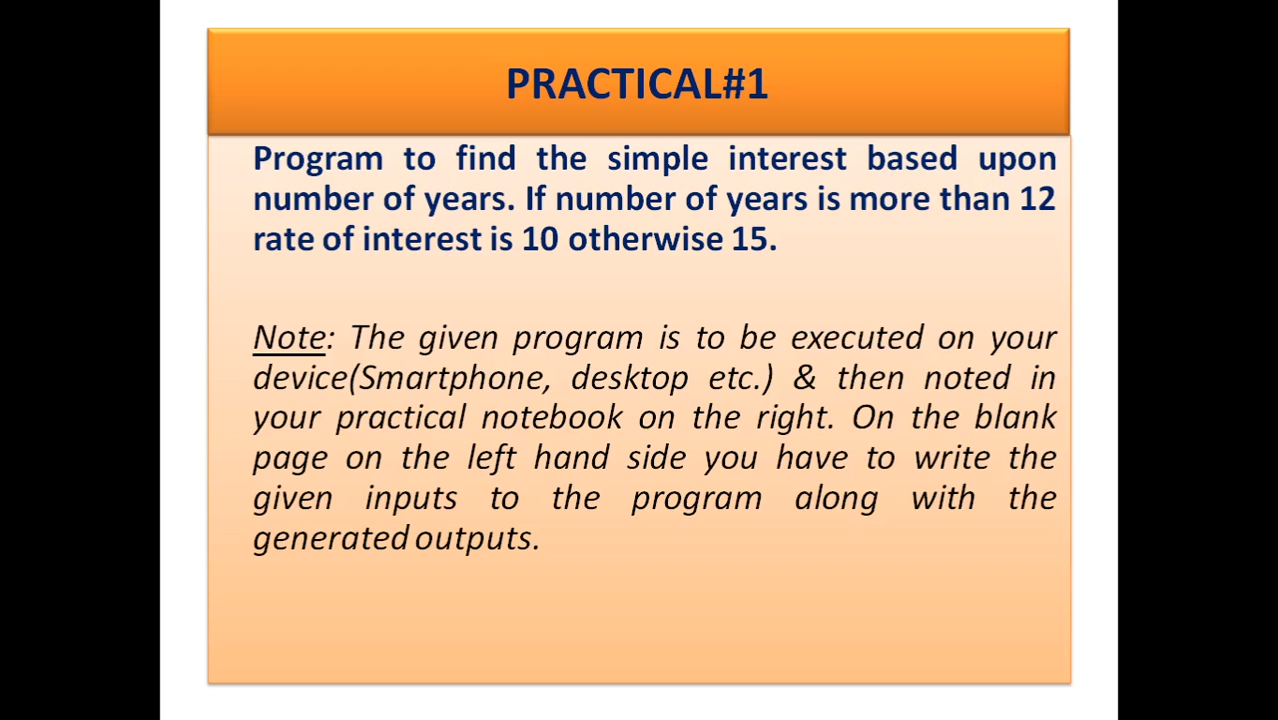 PRACTICAL#1
Program to find the simple interest based upon
number of years. If number of years is more than 12
rate of interest is 10 otherwise 15.
Note: The given program is to be executed on your
device(Smartphone, desktop etc.) & then noted in
your practical notebook on the right. On the blank
page on the left hand side you have to write the
given inputs to the program along with the
generated outputs.